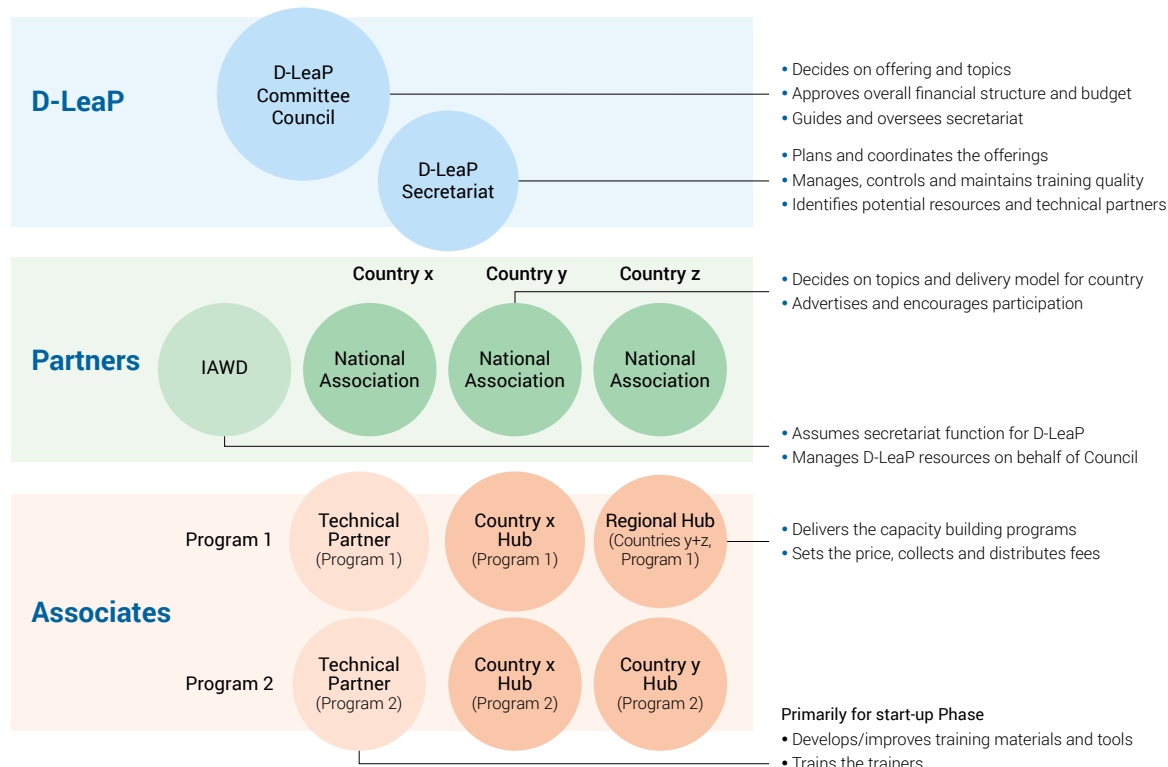 D-LeaP
D-LeaP
Committee
Council
D-LeaP
Secretariat
• Decides on offering and topics
• Approves overall financial structure and budget
• Guides and oversees secretariat
• Plans and coordinates the offerings
• Manages, controls and maintains training quality
• Identifies potential resources and technical partners
Partners
Country x
Country y
Country z
IAWD
National
Association
National
Association
National
Association
• Decides on topics and delivery model for country
• Advertises and encourages participation
• Assumes secretariat function for D-LeaP
• Manages D-LeaP resources on behalf of Council
Associates
Program 1
Technical
Partner
(Program 1)
Country x
Hub
(Program 1)
Regional Hub
(Countries y+z,
Program 1)
• Delivers the capacity building programs
• Sets the price, collects and distributes fees
Program 2
Technical
Partner
(Program 2)
Country x
Hub
(Program 2)
Country y
Hub
(Program 2)
Primarily for start-up Phase
• Develops/improves training materials and tools
• Trains the trainers